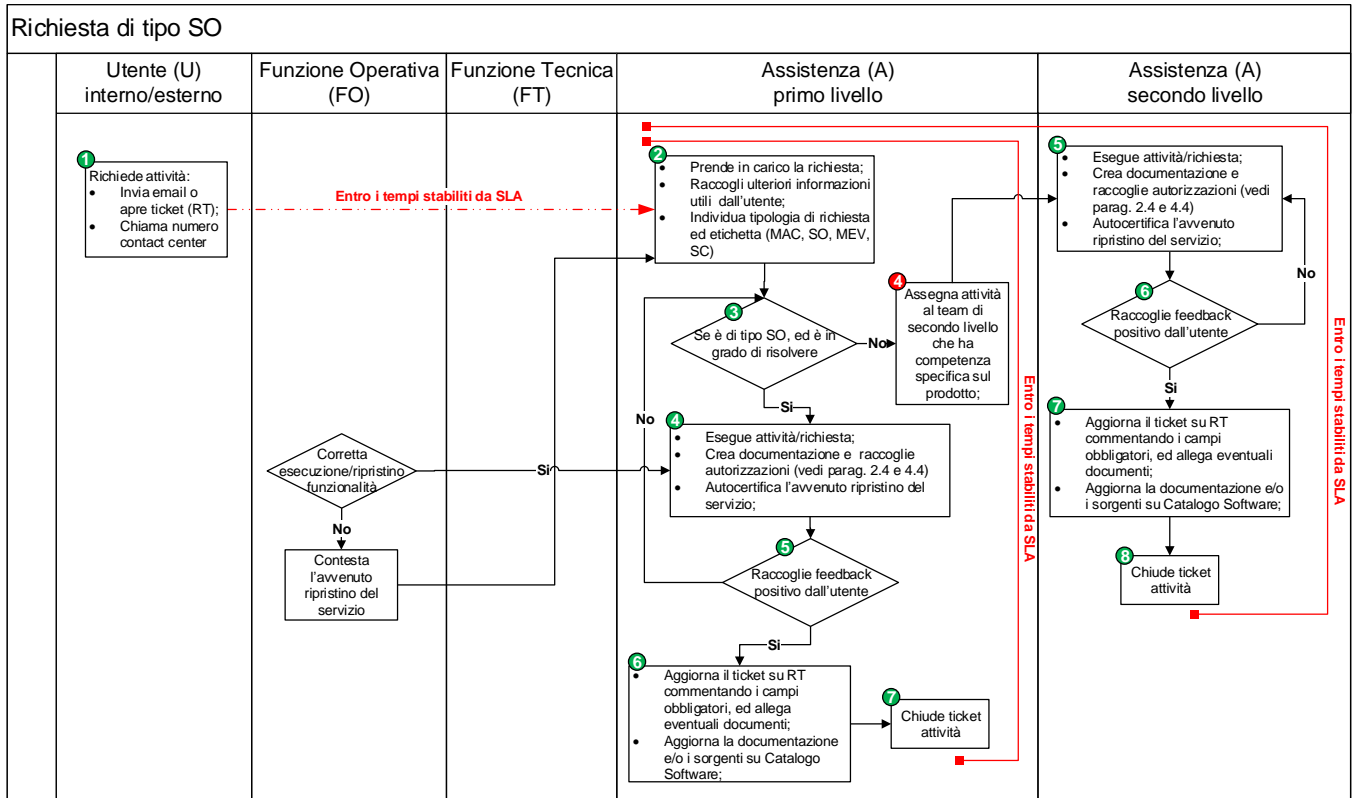 Richiesta di tipo SO
Utente (U)
interno/esterno
Funzione Operativa
(FO)
Funzione Tecnica
(FT)
Assistenza (A)
primo livello
Assistenza (A)
secondo livello
1
Richiede attività:
• Invia email o
apre ticket (RT);
• Chiama numero
contact center
Entro i tempi stabiliti da SLA
2
• Prende in carico la richiesta;
• Raccogli ulteriori informazioni
utili dall'utente;
• Individua tipologia di richiesta
ed etichetta (MAC, SO, MEV,
SC)
3
Se è di tipo SO, ed è in
grado di risolvere
No
4
Assegna attività
al team di
secondo livello
che ha
competenza
specifica sul
prodotto;
Si
4
• Esegue attività/richiesta;
• Crea documentazione e raccoglie
autorizzazioni (vedi parag. 2.4 e 4.4)
• Autocertifica l'avvenuto ripristino del
servizio;
Corretta
esecuzione/ripristino
funzionalità
Si
No
Contesta
l'avvenuto
ripristino del
servizio
5
Raccoglie feedback
positivo dall'utente
No
Si
6
• Aggiorna il ticket su RT
commentando i campi
obbligatori, ed allega
eventuali documenti;
• Aggiorna la documentazione
e/o i sorgenti su Catalogo
Software;
7
Chiude ticket
attività
Entro i tempi stabiliti da SLA
5
• Esegue attività/richiesta;
• Crea documentazione e
raccoglie autorizzazioni (vedi
parag. 2.4 e 4.4)
• Autocertifica l'avvenuto
ripristino del servizio;
6
Raccoglie feedback
positivo dall'utente
No
Si
7
• Aggiorna il ticket su RT
commentando i campi
obbligatori, ed allega eventuali
documenti;
• Aggiorna la documentazione e/o
i sorgenti su Catalogo Software;
8
Chiude ticket
attività
Entro i tempi stabiliti da SLA